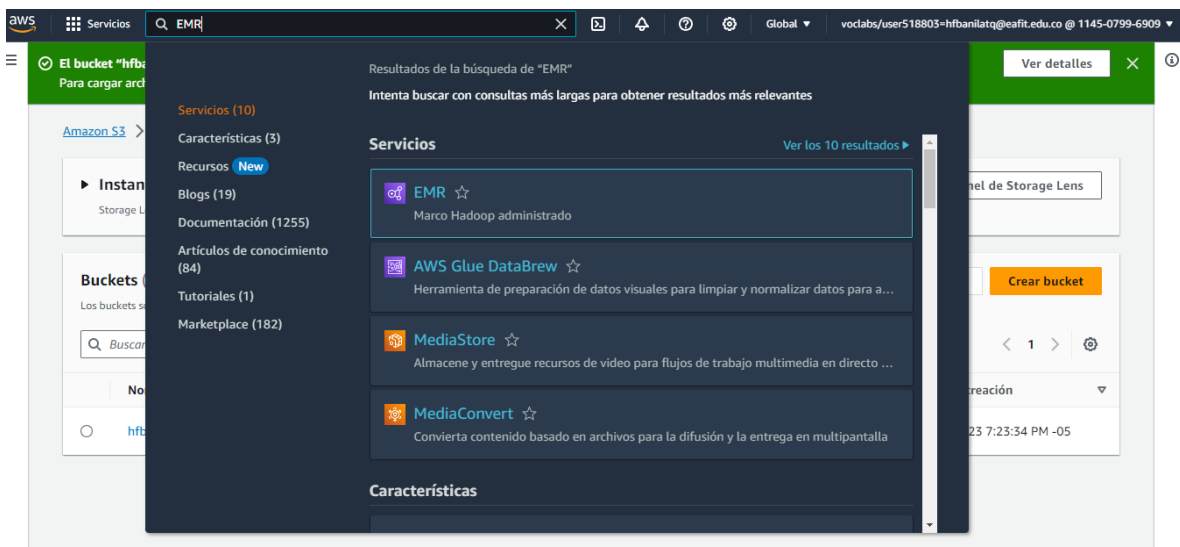 aws
Servicios
EMR
Global
voclabs/user518803=hfbanilatq@eafit.edu.co @ 1145-0799-6909
El bucket "hfba
Para cargar arch
Ver detalles
Resultados de la búsqueda de "EMR"
Intenta buscar con consultas más largas para obtener resultados más relevantes
Servicios (10)
Características (3)
Recursos New
Blogs (19)
Documentación (1255)
Artículos de conocimiento
(84)
Tutoriales (1)
Marketplace (182)
Servicios
Ver los 10 resultados
EMR
Marco Hadoop administrado
AWS Glue DataBrew
Herramienta de preparación de datos visuales para limpiar y normalizar datos para a...
MediaStore
Almacene y entregue recursos de video para flujos de trabajo multimedia en directo ...
MediaConvert
Convierta contenido basado en archivos para la difusión y la entrega en multipantalla
Características
Amazon S3
Instan
Storage L
nel de Storage Lens
Buckets (
Los buckets s
Crear bucket
Buscar
1
No
creación
hfb
23 7:23:34 PM -05